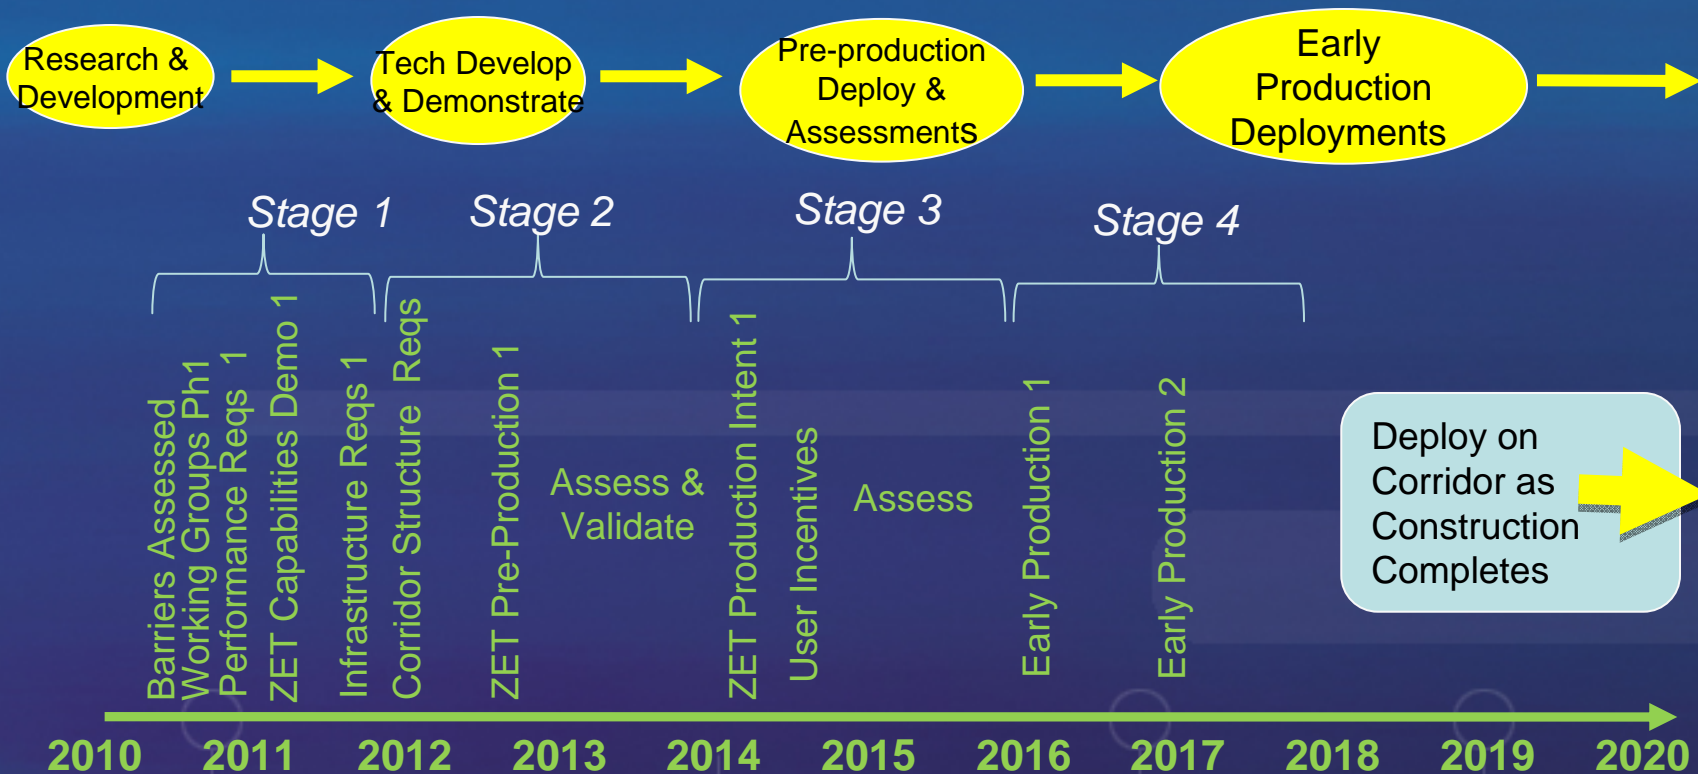 Research &
Development
Tech Develop
& Demonstrate
Pre-production
Deploy &
Assessments
Early
Production
Deployments
Stage 1
Stage 2
Stage 3
Stage 4
Barriers Assessed
Working Groups Ph1
Performance Reqs 1
ZET Capabilities Demo 1
Infrastructure Reqs 1
Corridor Structure Reqs
ZET Pre-Production 1
Assess &
Validate
ZET Production Intent 1
User Incentives
Assess
Early Production 1
Early Production 2
Deploy on
Corridor as
Construction
Completes
2010 2011 2012 2013 2014 2015 2016 2017 2018 2019 2020